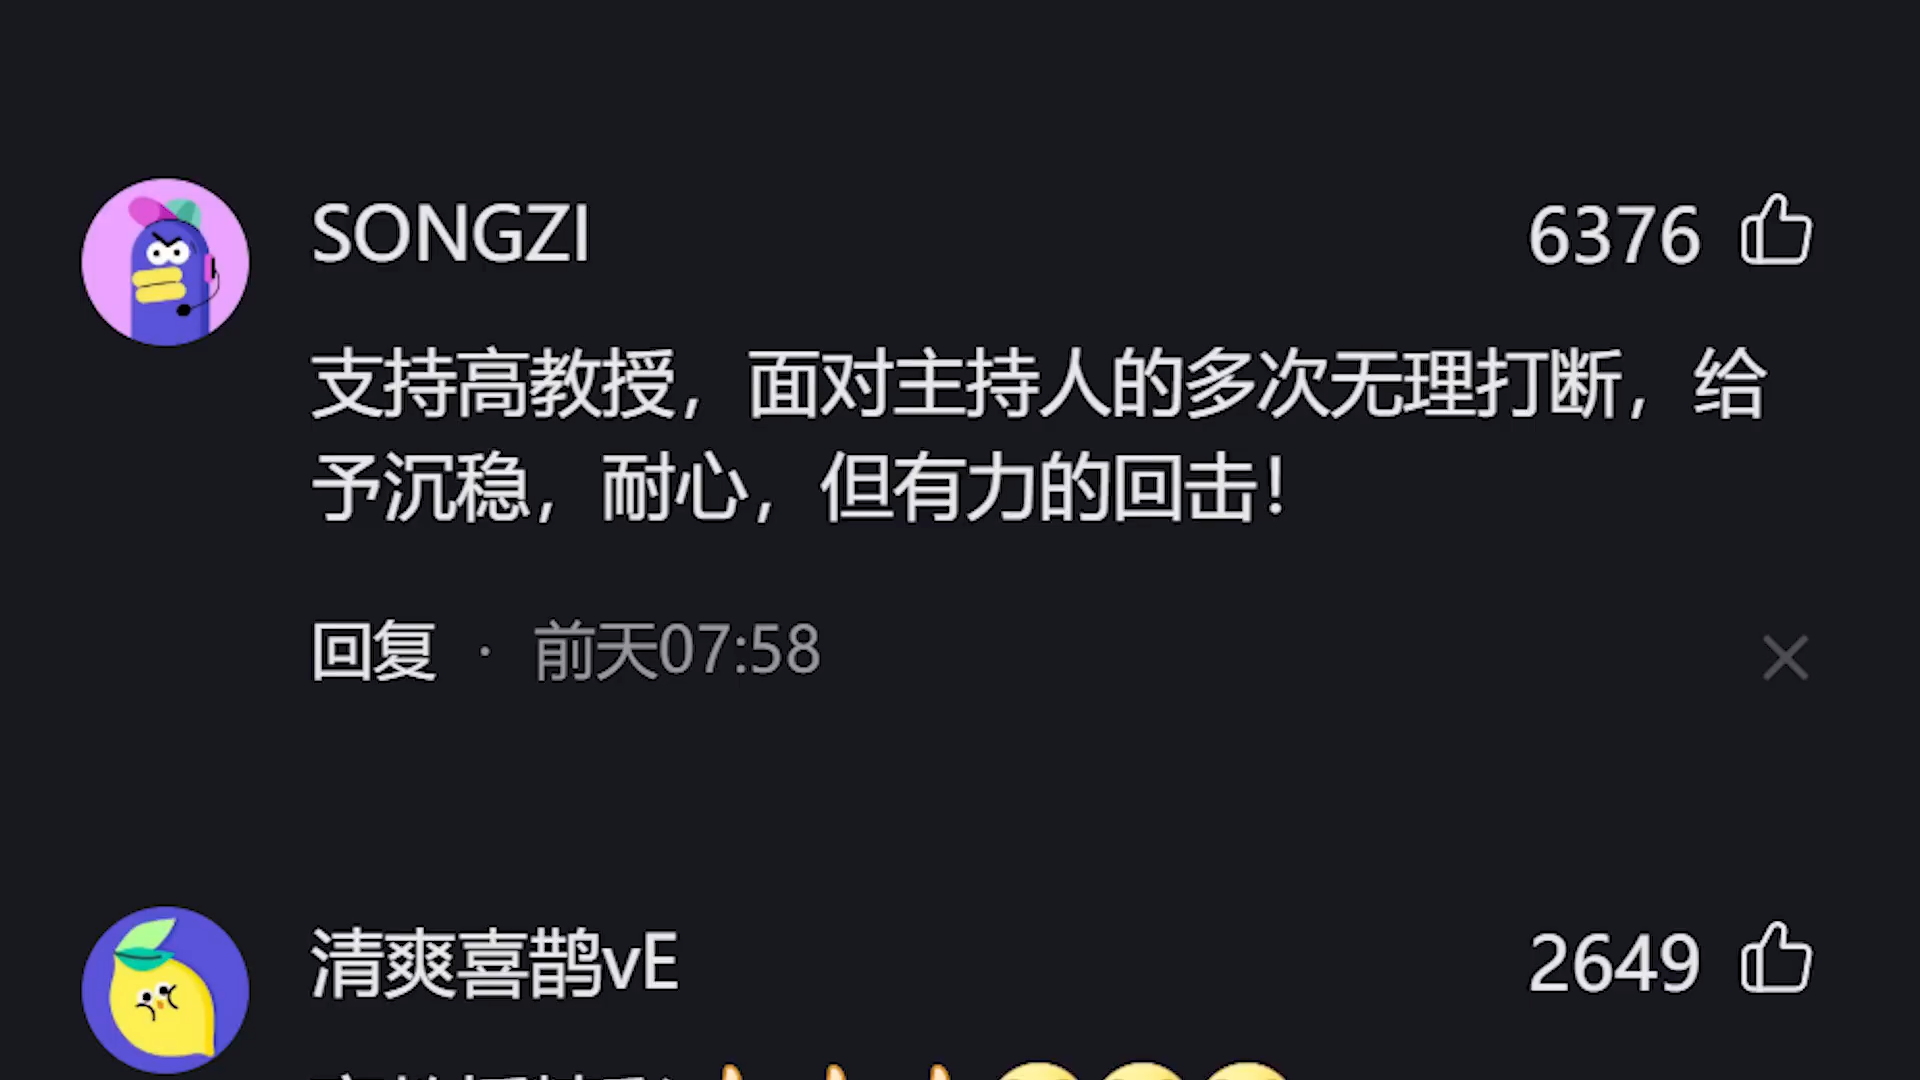 SONGZI
6376
支持高教授，面对主持人的多次无理打断，给
予沉稳，耐心，但有力的回击！
回复 · 前天07:58
清爽喜鹊vE
2649